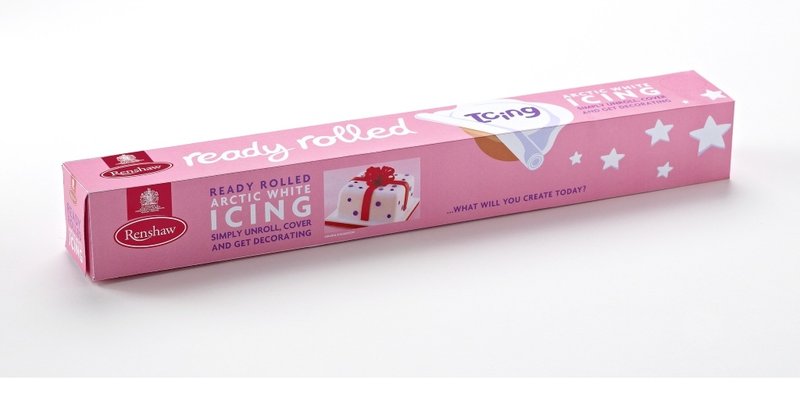 ready rolled
Icing
ARCTIC WHITE
ICING
SIMPLY UNROLL, COVER
AND GET DECORATING
Renshaw
Renshaw
READY ROLLED
ARCTIC WHITE
ICING
SIMPLY UNROLL, COVER
AND GET DECORATING
...WHAT WILL YOU CREATE TODAY?